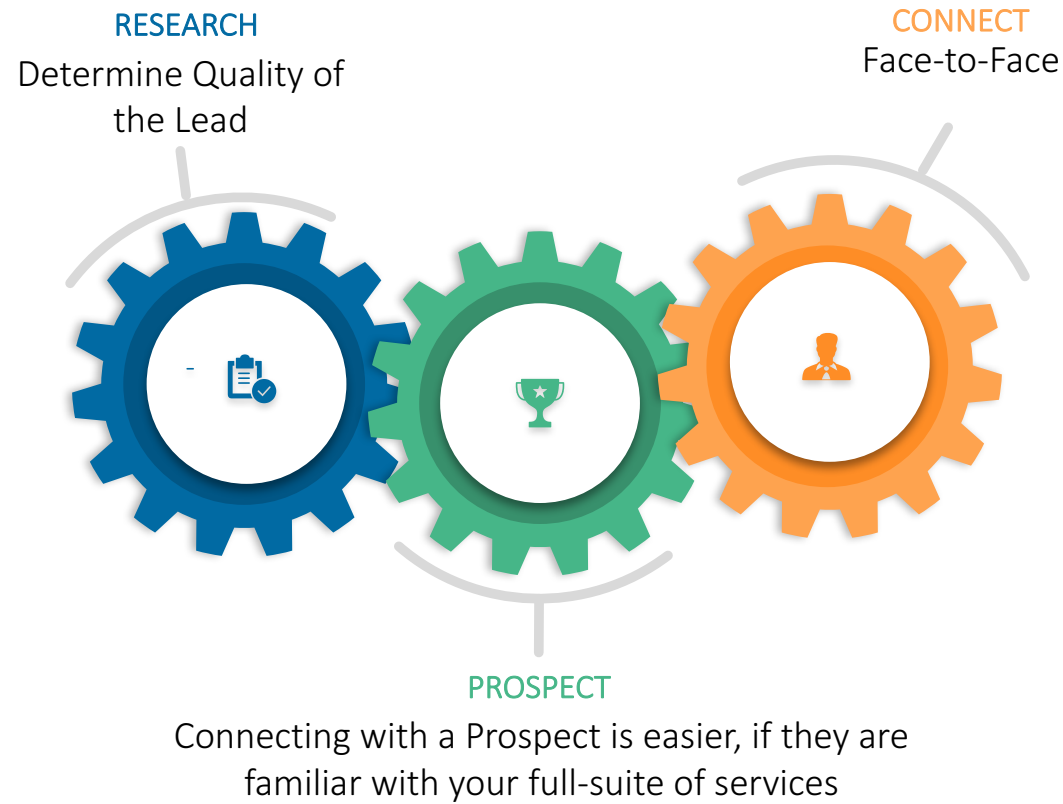 RESEARCH
Determine Quality of
the Lead
CONNECT
Face-to-Face
-
PROSPECT
Connecting with a Prospect is easier, if they are
familiar with your full-suite of services